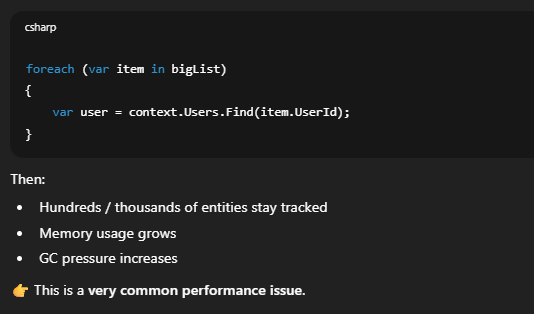 csharp
foreach (var item in bigList)
{
    var user = context.Users.Find(item.UserId);
}
Then:
• Hundreds / thousands of entities stay tracked
• Memory usage grows
• GC pressure increases
👉 This is a very common performance issue.